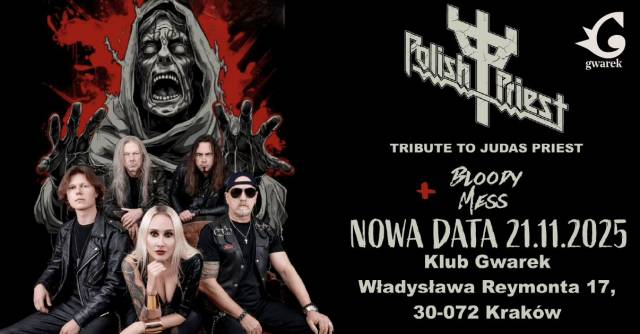 Polish Priest
gwarek
TRIBUTE TO JUDAS PRIEST
+ BLOODY
MESS
NOWA DATA 21.11.2025
Klub Gwarek
Władysława Reymonta 17,
30-072 Kraków